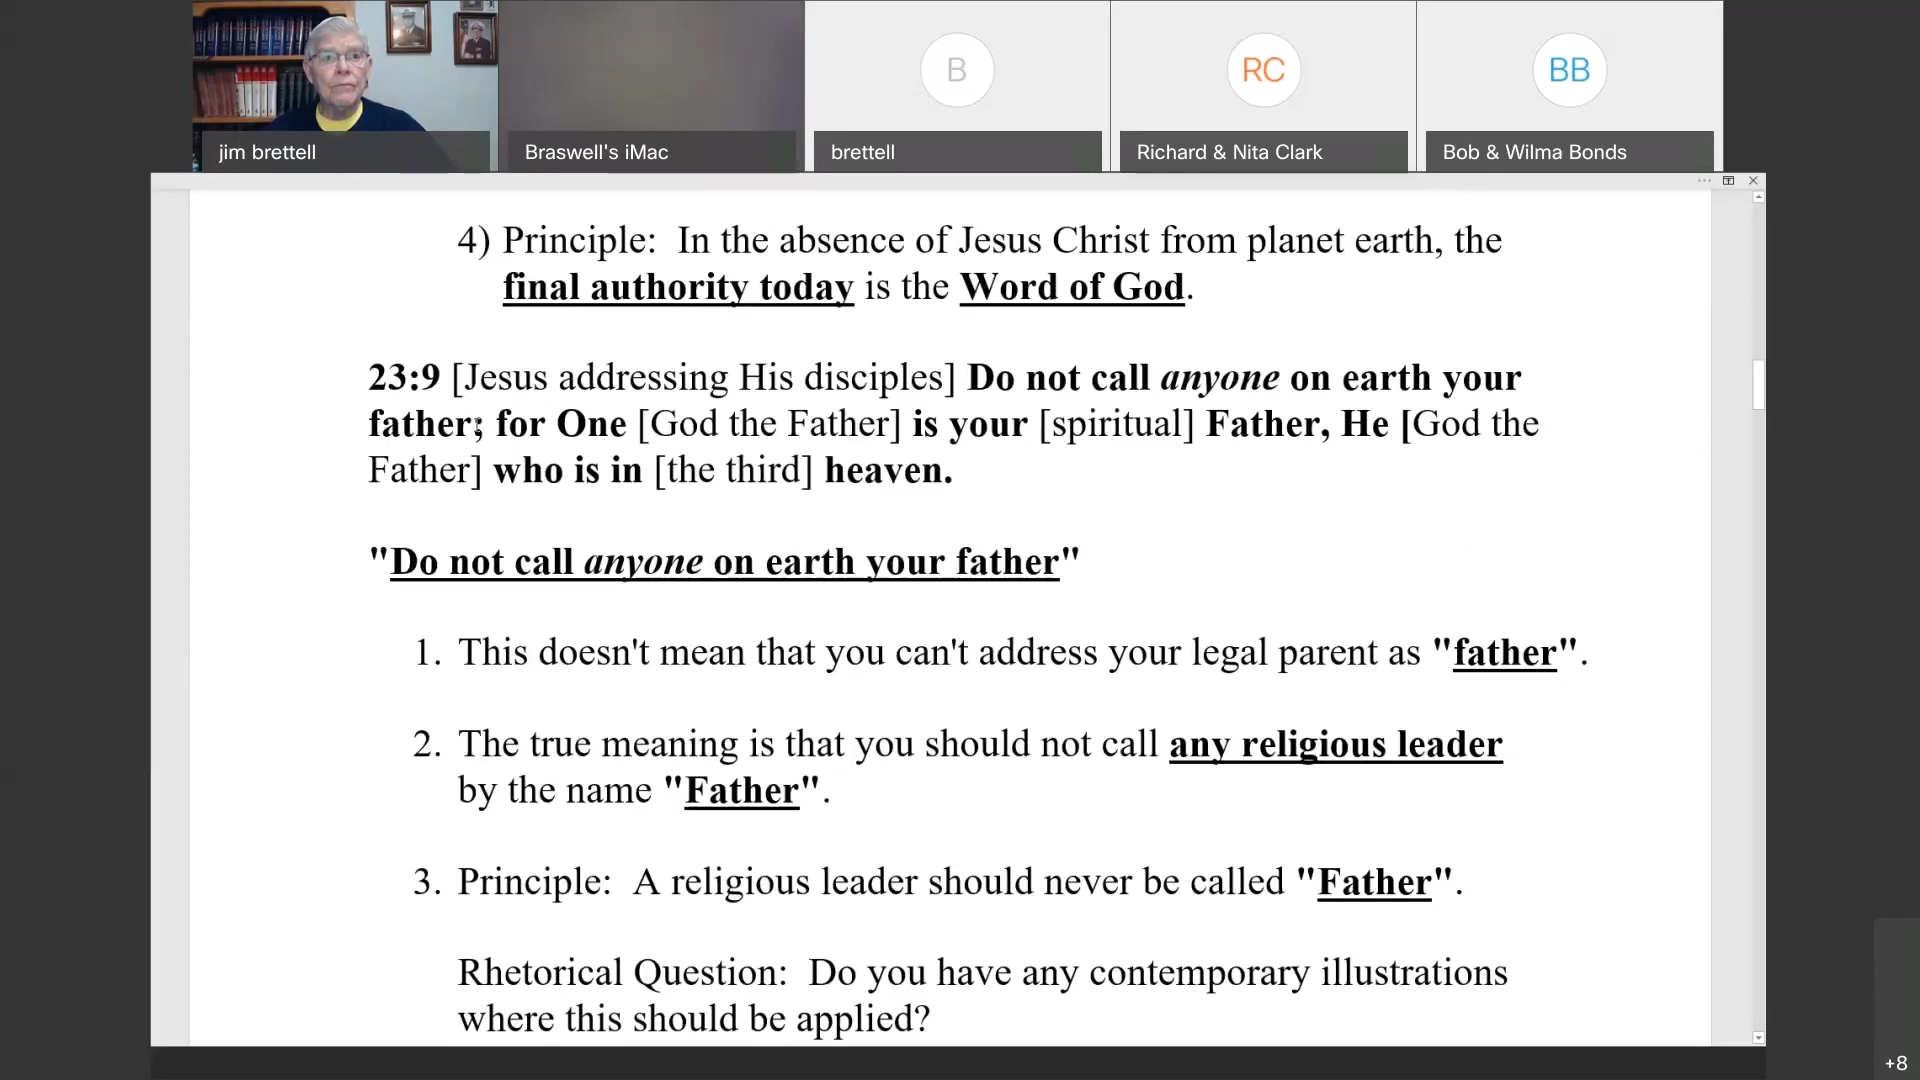 B
RC
BB
jim brettell
Braswell's iMac
brettell
Richard & Nita Clark
Bob & Wilma Bonds
4) Principle: In the absence of Jesus Christ from planet earth, the
final authority today is the Word of God.
23:9 [Jesus addressing His disciples] Do not call anyone on earth your
father; for One [God the Father] is your [spiritual] Father, He [God the
Father] who is in [the third] heaven.
"Do not call anyone on earth your father"
1. This doesn't mean that you can't address your legal parent as "father".
2. The true meaning is that you should not call any religious leader
by the name "Father".
3. Principle: A religious leader should never be called "Father".
Rhetorical Question: Do you have any contemporary illustrations
where this should be applied?
+8